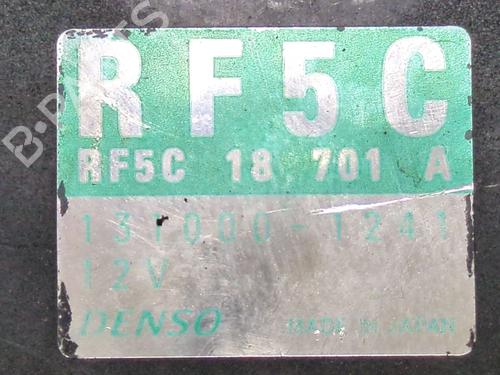 RF5C
RF5C 18 701 A
131000-1241
12V
DENSO MADE IN JAPAN